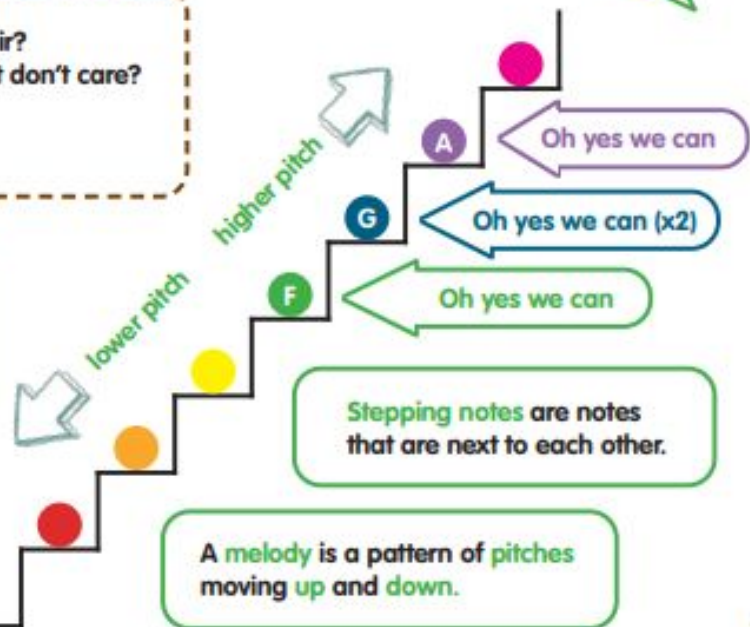 ir?
t don't care?
higher pitch
lower pitch
A
Oh yes we can
G
Oh yes we can (x2)
F
Oh yes we can
Stepping notes are notes
that are next to each other.
A melody is a pattern of pitches
moving up and down.